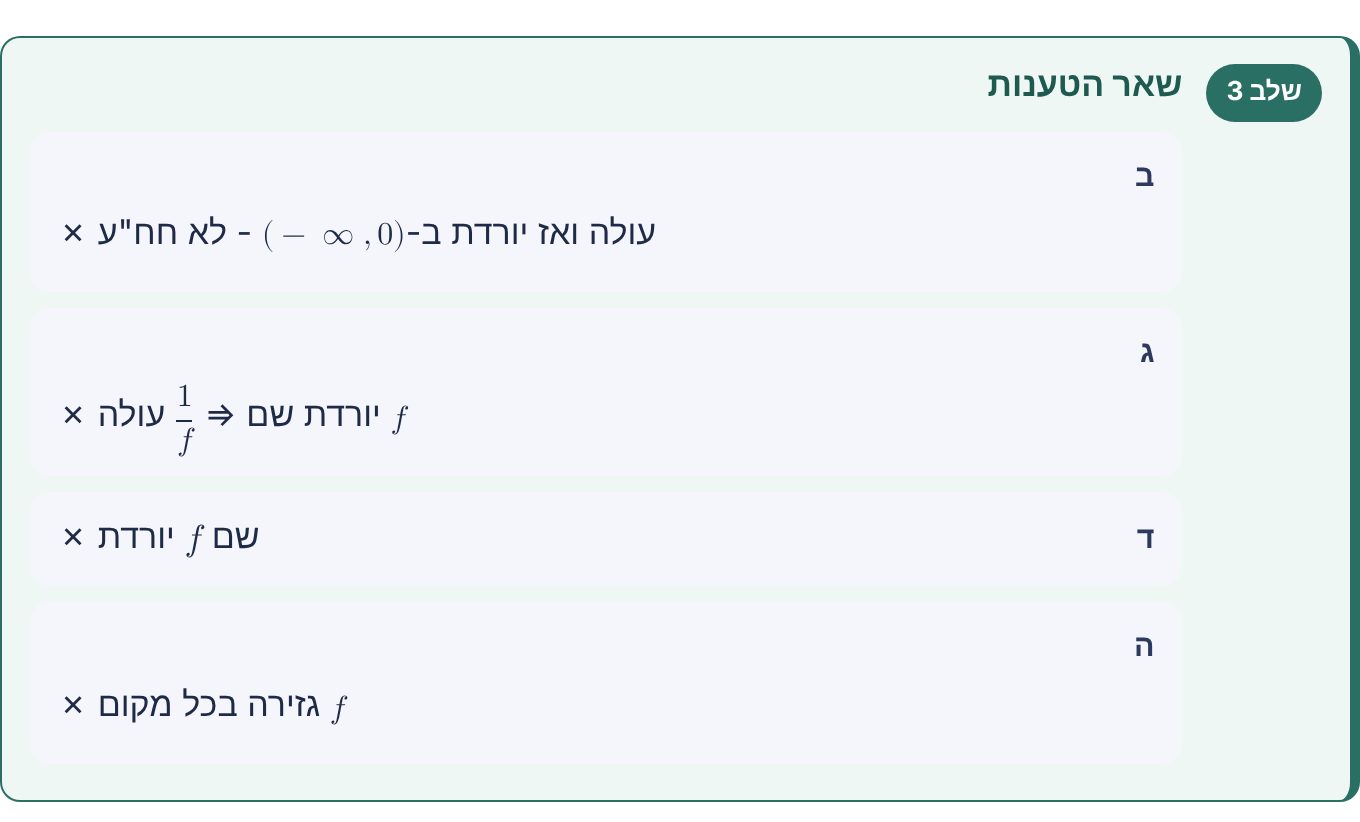 שלב 3
שאר הטענות
ב
עולה ואז יורדת ב-(− ∞ , 0) - לא חח"ע ×
ג
f יורדת שם ⇒ 1/f עולה ×
ד
שם f יורדת ×
ה
f גזירה בכל מקום ×